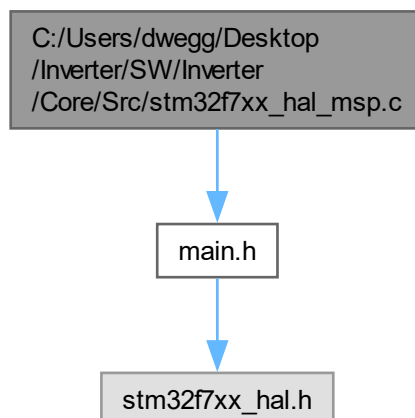 C:/Users/dwegg/Desktop
/Inverter/SW/Inverter
/Core/Src/stm32f7xx_hal_msp.c
main.h
stm32f7xx_hal.h